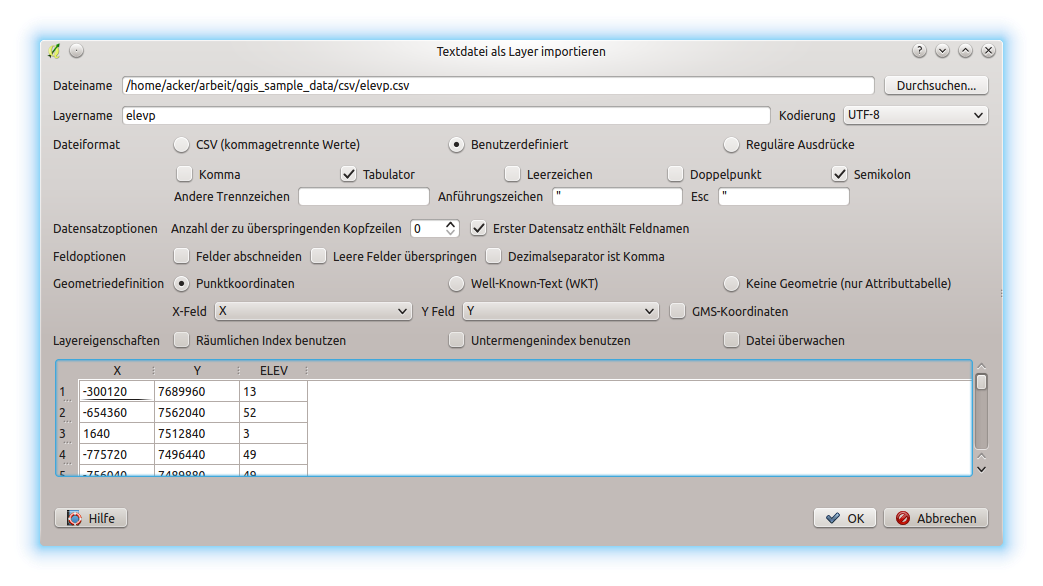 Textdatei als Layer importieren
Dateiname /home/acker/arbeit/qgis_sample_data/csv/elevp.csv Durchsuchen...
Layername elevp Kodierung UTF-8
Dateiformat CSV (kommagetrennte Werte) Benutzerdefiniert Reguläre Ausdrücke
Komma Tabulator Leerzeichen Doppelpunkt Semikolon
Andere Trennzeichen Anführungszeichen " Esc "
Datensatzoptionen Anzahl der zu überspringenden Kopfzeilen 0 Erster Datensatz enthält Feldnamen
Feldoptionen Felder abschneiden Leere Felder überspringen Dezimalseparator ist Komma
Geometriedefinition Punktkoordinaten Well-Known-Text (WKT) Keine Geometrie (nur Attributtabelle)
X-Feld X Y Feld Y GMS-Koordinaten
Layereigenschaften Räumlichen Index benutzen Untermengenindex benutzen Datei überwachen
X Y ELEV
1 -300120 7689960 13
2 -654360 7562040 52
3 1640 7512840 3
4 -775720 7496440 49
5 -756040 7489880 49
Hilfe OK Abbrechen